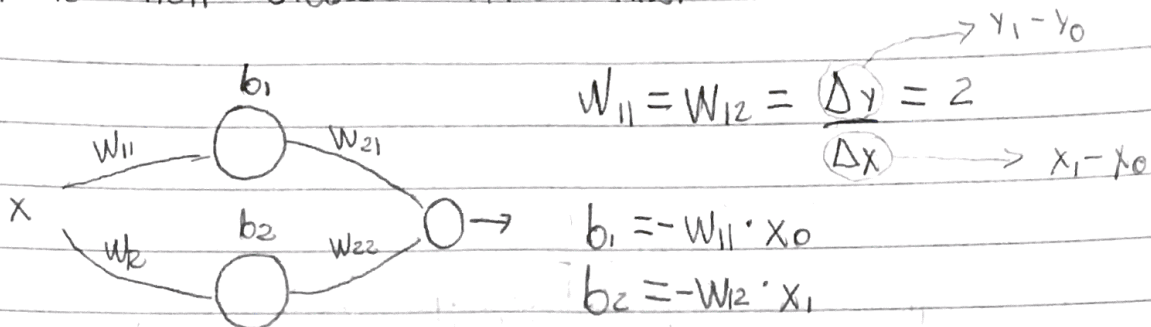 y₁ - y₀
b₁
W₁₁ = W₁₂ = Δy/Δx = 2
W₁₁ W₂₁
x₁ - x₀
x
b₂
b₁ = -W₁₁ · x₀
W₁₂ W₂₂
b₂ = -W₁₂ · x₁